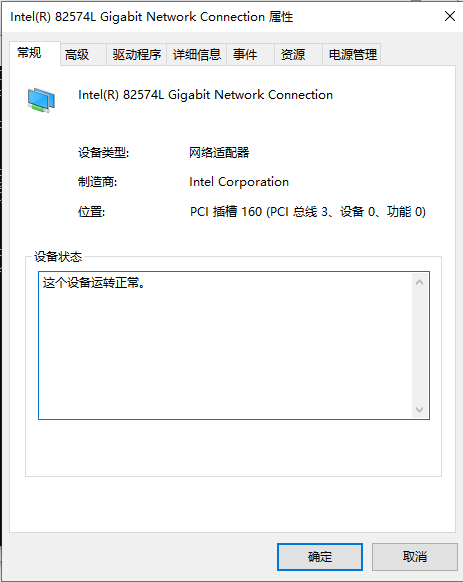 Intel(R) 82574L Gigabit Network Connection 属性
常规 高级 驱动程序 详细信息 事件 资源 电源管理
Intel(R) 82574L Gigabit Network Connection
设备类型: 网络适配器
制造商: Intel Corporation
位置: PCI 插槽 160 (PCI 总线 3、设备 0、功能 0)
设备状态
这个设备运转正常。
确定 取消